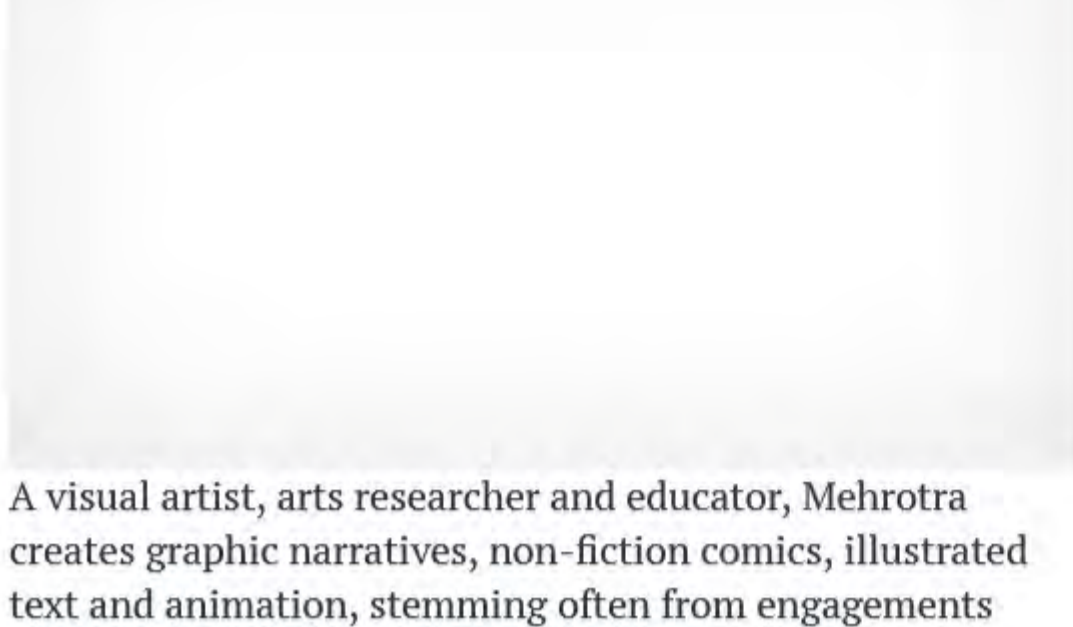 A visual artist, arts researcher and educator, Mehrotra
creates graphic narratives, non-fiction comics, illustrated
text and animation, stemming often from engagements